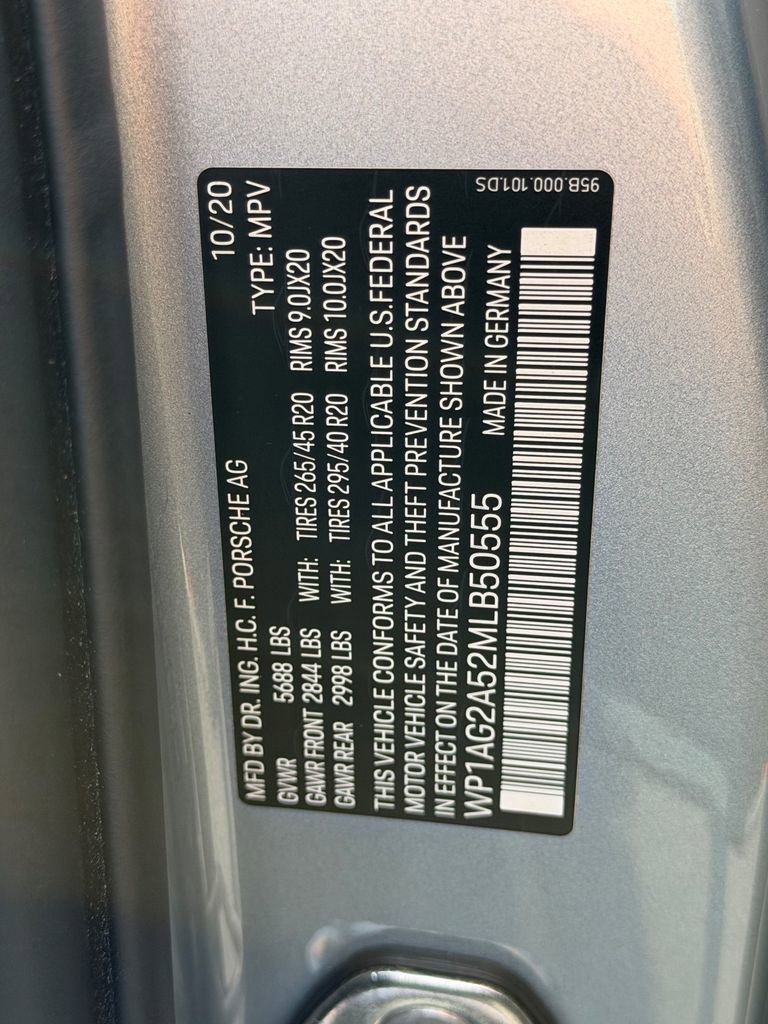 MFD BY DR. ING. H.C. F. PORSCHE AG 10/20
GVWR 5688 LBS TYPE: MPV
GAWR FRONT 2844 LBS WITH: TIRES 265/45 R20 RIMS 9.0JX20
GAWR REAR 2998 LBS WITH: TIRES 295/40 R20 RIMS 10.0JX20
THIS VEHICLE CONFORMS TO ALL APPLICABLE U.S.FEDERAL
MOTOR VEHICLE SAFETY AND THEFT PREVENTION STANDARDS
IN EFFECT ON THE DATE OF MANUFACTURE SHOWN ABOVE
WP1AG2A52MLB50555 MADE IN GERMANY
95B.000.101.DS